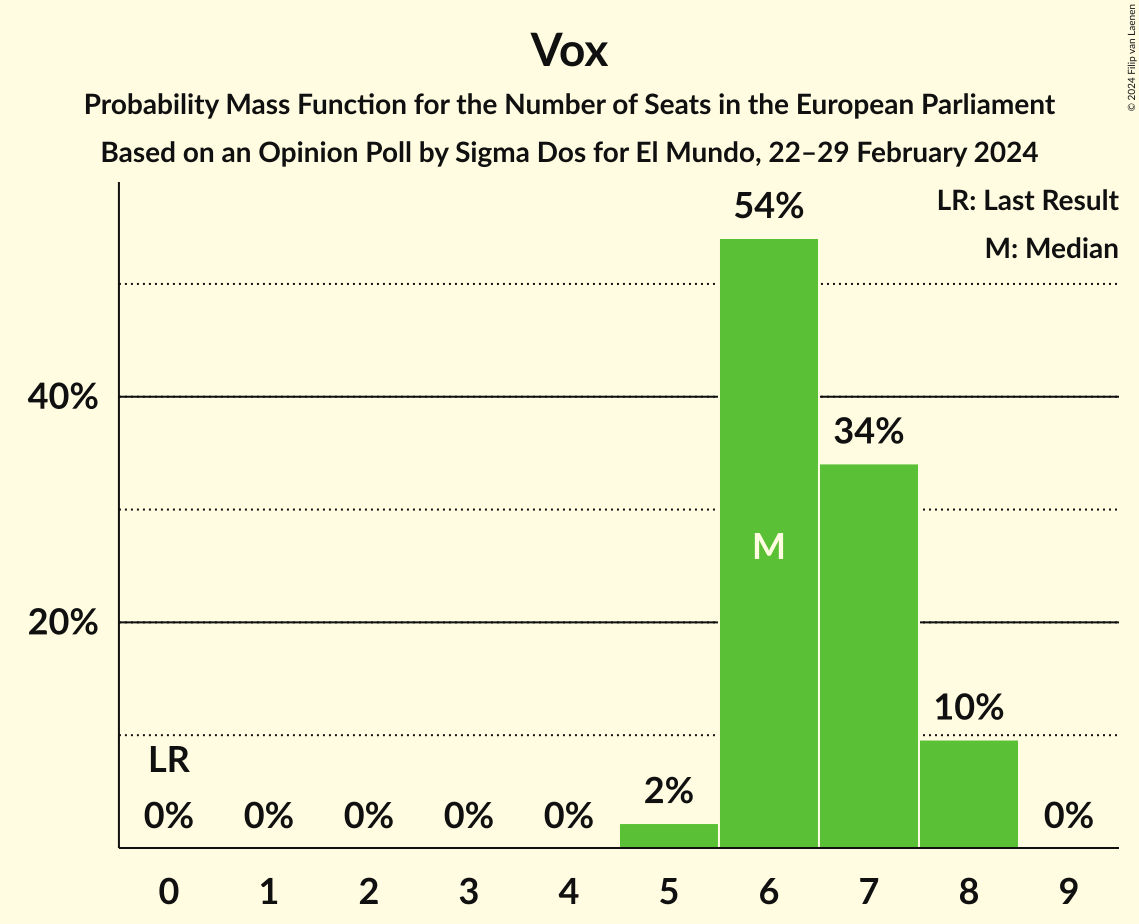 Vox
Probability Mass Function for the Number of Seats in the European Parliament
Based on an Opinion Poll by Sigma Dos for El Mundo, 22–29 February 2024
© 2024 Filip van Laenen
LR: Last Result
M: Median
54%
40%
34%
M
20%
10%
LR
2%
0% 0% 0% 0% 0% 0%
0 1 2 3 4 5 6 7 8 9